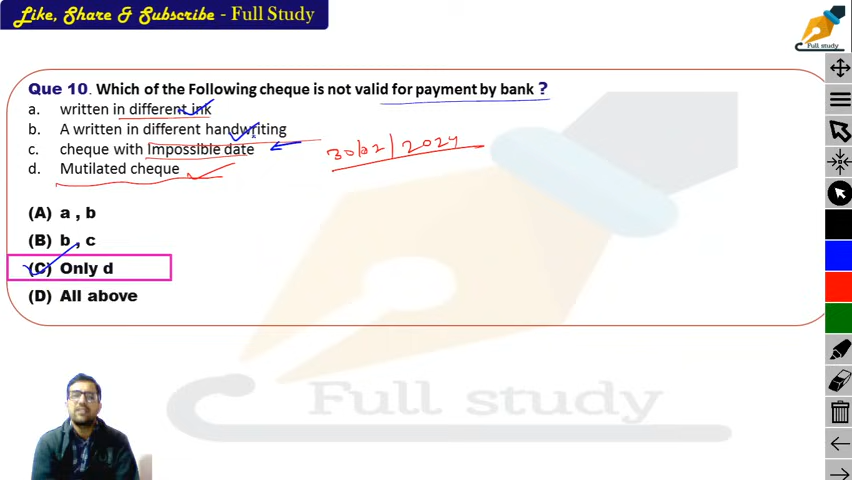 Like, Share & Subscribe - Full Study
Full study
Que 10. Which of the Following cheque is not valid for payment by bank ?
a. written in different ink
b. A written in different handwriting
c. cheque with Impossible date
30/02/2024
d. Mutilated cheque
(A) a , b
(B) b , c
(C) Only d
(D) All above
Full study